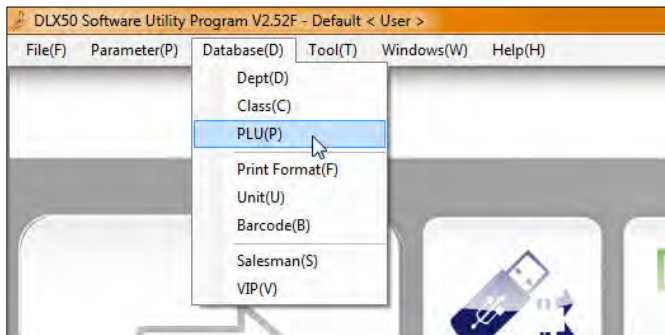 DLX50 Software Utility Program V2.52F - Default < User >
File(F) Parameter(P) Database(D) Tool(T) Windows(W) Help(H)
Dept(D)
Class(C)
PLU(P)
Print Format(F)
Unit(U)
Barcode(B)
Salesman(S)
VIP(V)